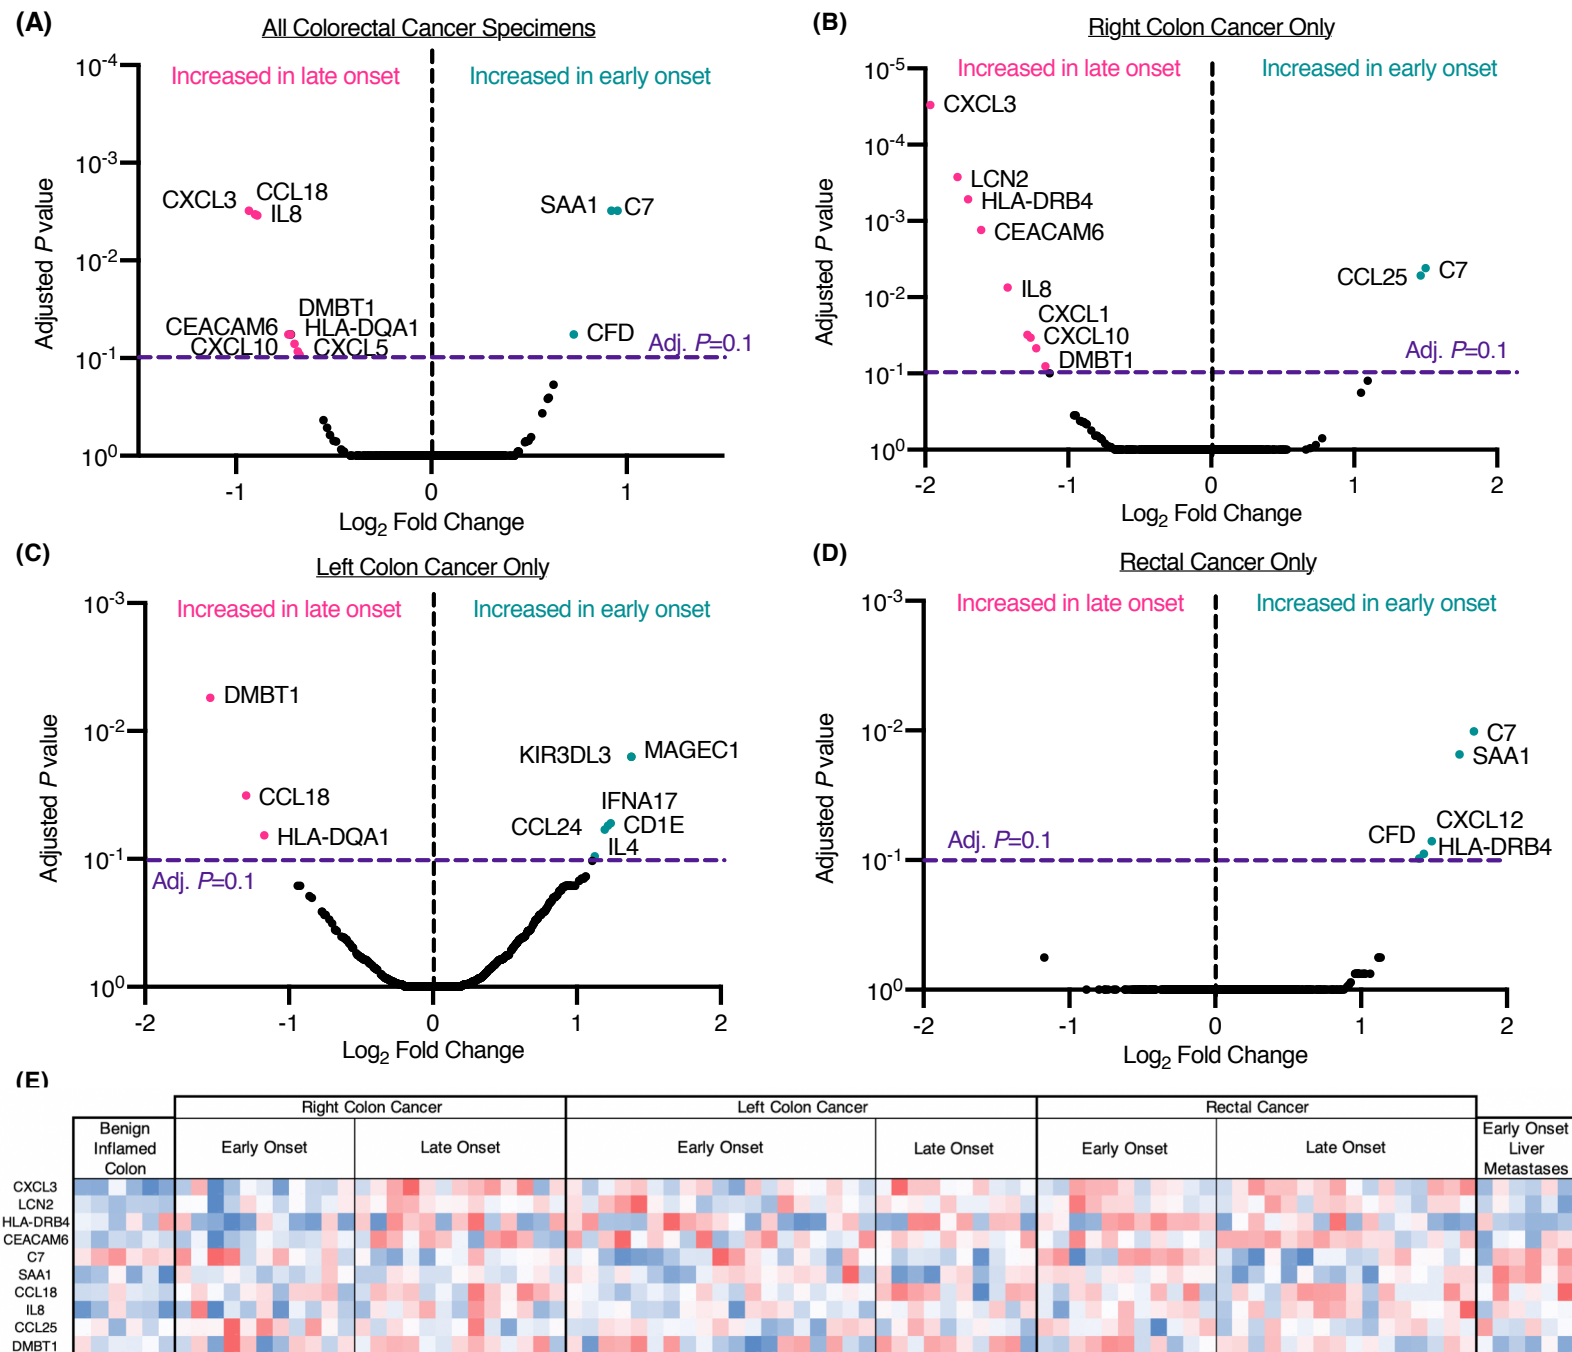 (A)
All Colorectal Cancer Specimens
Increased in late onset
Increased in early onset
10-4
10-3
10-2
10-1
100
Adjusted P value
CXCL3
CCL18
IL8
SAA1
C7
DMBT1
CEACAM6
HLA-DQA1
CXCL10
CXCL5
CFD
Adj. P=0.1
-1
0
1
Log2 Fold Change
(B)
Right Colon Cancer Only
Increased in late onset
Increased in early onset
10-5
10-4
10-3
10-2
10-1
100
Adjusted P value
CXCL3
LCN2
HLA-DRB4
CEACAM6
IL8
CXCL1
CXCL10
DMBT1
CCL25
C7
Adj. P=0.1
-2
-1
0
1
2
Log2 Fold Change
(C)
Left Colon Cancer Only
Increased in late onset
Increased in early onset
10-3
10-2
10-1
100
Adjusted P value
DMBT1
CCL18
HLA-DQA1
KIR3DL3
MAGEC1
IFNA17
CCL24
CD1E
IL4
Adj. P=0.1
-2
-1
0
1
2
Log2 Fold Change
(D)
Rectal Cancer Only
Increased in late onset
Increased in early onset
10-3
10-2
10-1
100
Adjusted P value
C7
SAA1
CXCL12
CFD
HLA-DRB4
Adj. P=0.1
-2
-1
0
1
2
Log2 Fold Change
(E)
Right Colon Cancer
Left Colon Cancer
Rectal Cancer
Benign
Inflamed
Colon
Early Onset
Late Onset
Early Onset
Late Onset
Early Onset
Late Onset
Early Onset
Liver
Metastases
CXCL3
LCN2
HLA-DRB4
CEACAM6
C7
SAA1
CCL18
IL8
CCL25
DMBT1